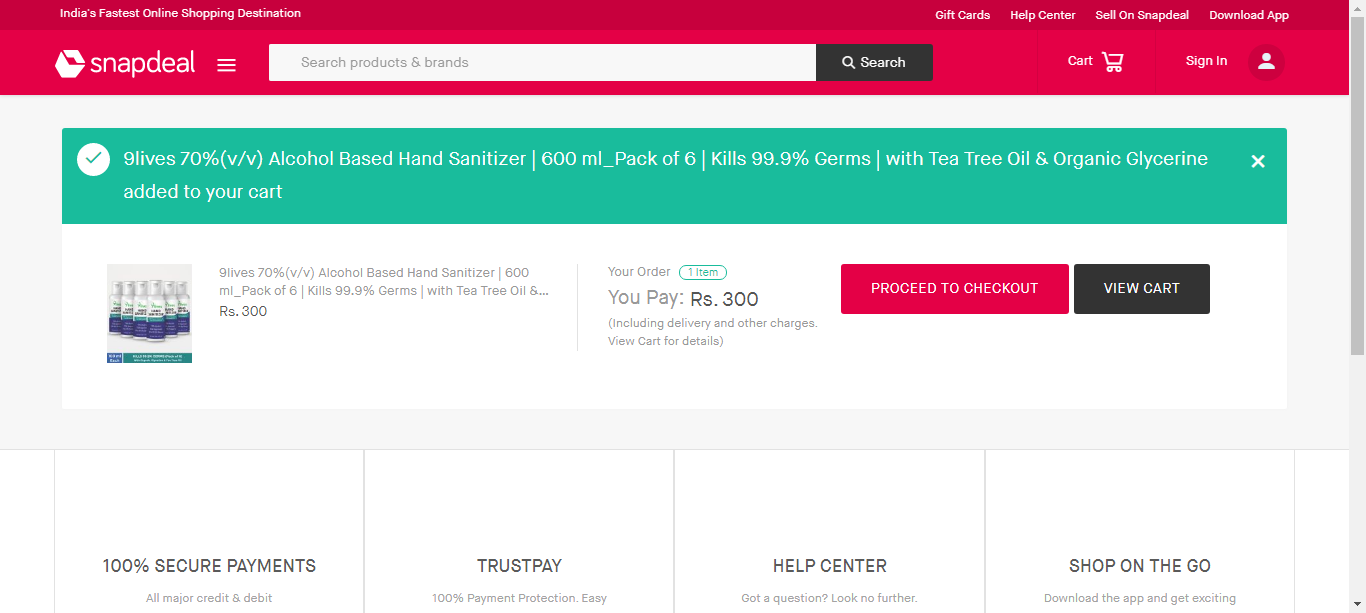 India's Fastest Online Shopping Destination
Gift Cards
Help Center
Sell On Snapdeal
Download App
snapdeal
Search products & brands
Search
Cart
Sign In
9lives 70%(v/v) Alcohol Based Hand Sanitizer | 600 ml_Pack of 6 | Kills 99.9% Germs | with Tea Tree Oil & Organic Glycerine
added to your cart
9lives 70%(v/v) Alcohol Based Hand Sanitizer | 600
ml_Pack of 6 | Kills 99.9% Germs | with Tea Tree Oil &...
Rs. 300
Your Order
1 Item
You Pay: Rs. 300
(Including delivery and other charges.
View Cart for details)
PROCEED TO CHECKOUT
VIEW CART
100% SECURE PAYMENTS
All major credit & debit
TRUSTPAY
100% Payment Protection. Easy
HELP CENTER
Got a question? Look no further.
SHOP ON THE GO
Download the app and get exciting